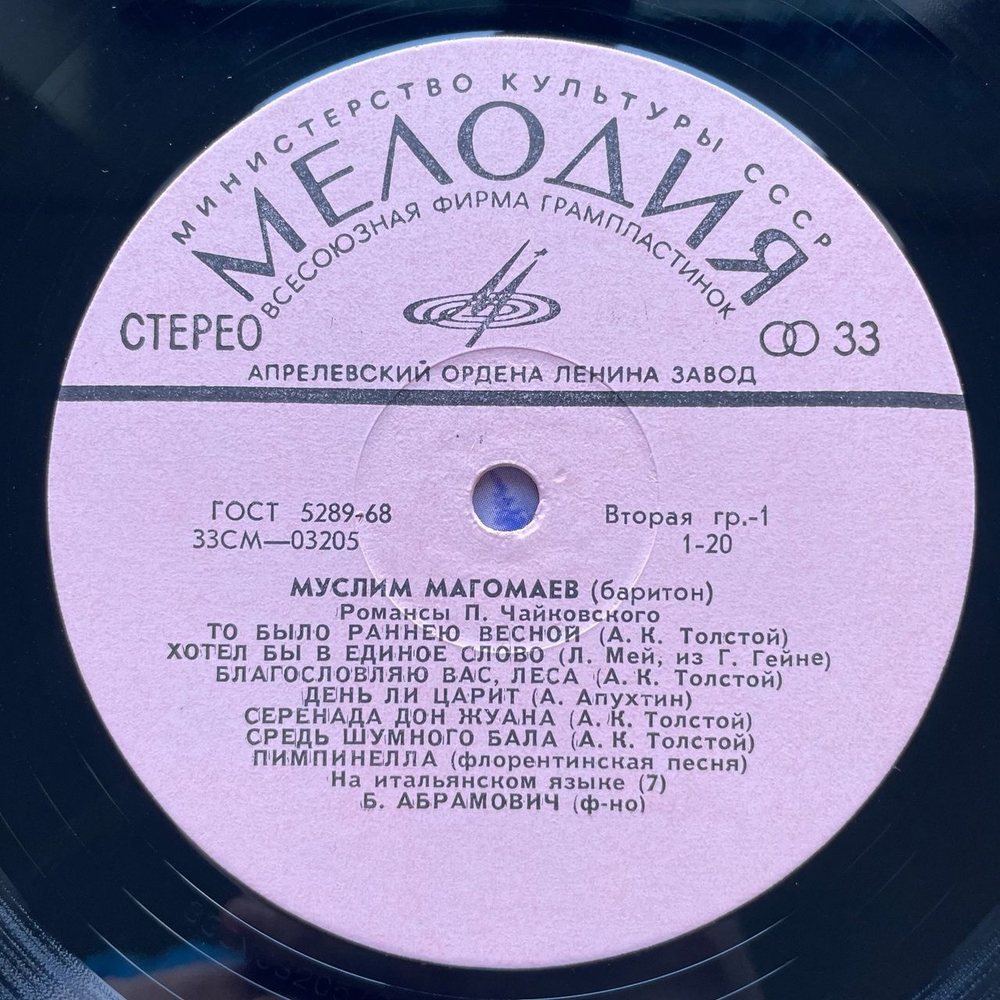 МИНИСТЕРСТВО КУЛЬТУРЫ СССР
МЕЛОДИЯ
ВСЕСОЮЗНАЯ ФИРМА ГРАМПЛАСТИНОК
СТЕРЕО
33
АПРЕЛЕВСКИЙ ОРДЕНА ЛЕНИНА ЗАВОД
ГОСТ 5289-68
Вторая гр.-1
33СМ—03205
1-20
МУСЛИМ МАГОМАЕВ (баритон)
Романсы П. Чайковского
ТО БЫЛО РАННЕЮ ВЕСНОЙ (А. К. Толстой)
ХОТЕЛ БЫ В ЕДИНОЕ СЛОВО (Л. Мей, из Г. Гейне)
БЛАГОСЛОВЛЯЮ ВАС, ЛЕСА (А. К. Толстой)
ДЕНЬ ЛИ ЦАРИТ (А. Апухтин)
СЕРЕНАДА ДОН ЖУАНА (А. К. Толстой)
СРЕДЬ ШУМНОГО БАЛА (А. К. Толстой)
ПИМПИНЕЛЛА (флорентинская песня)
На итальянском языке (7)
Б. АБРАМОВИЧ (ф-но)